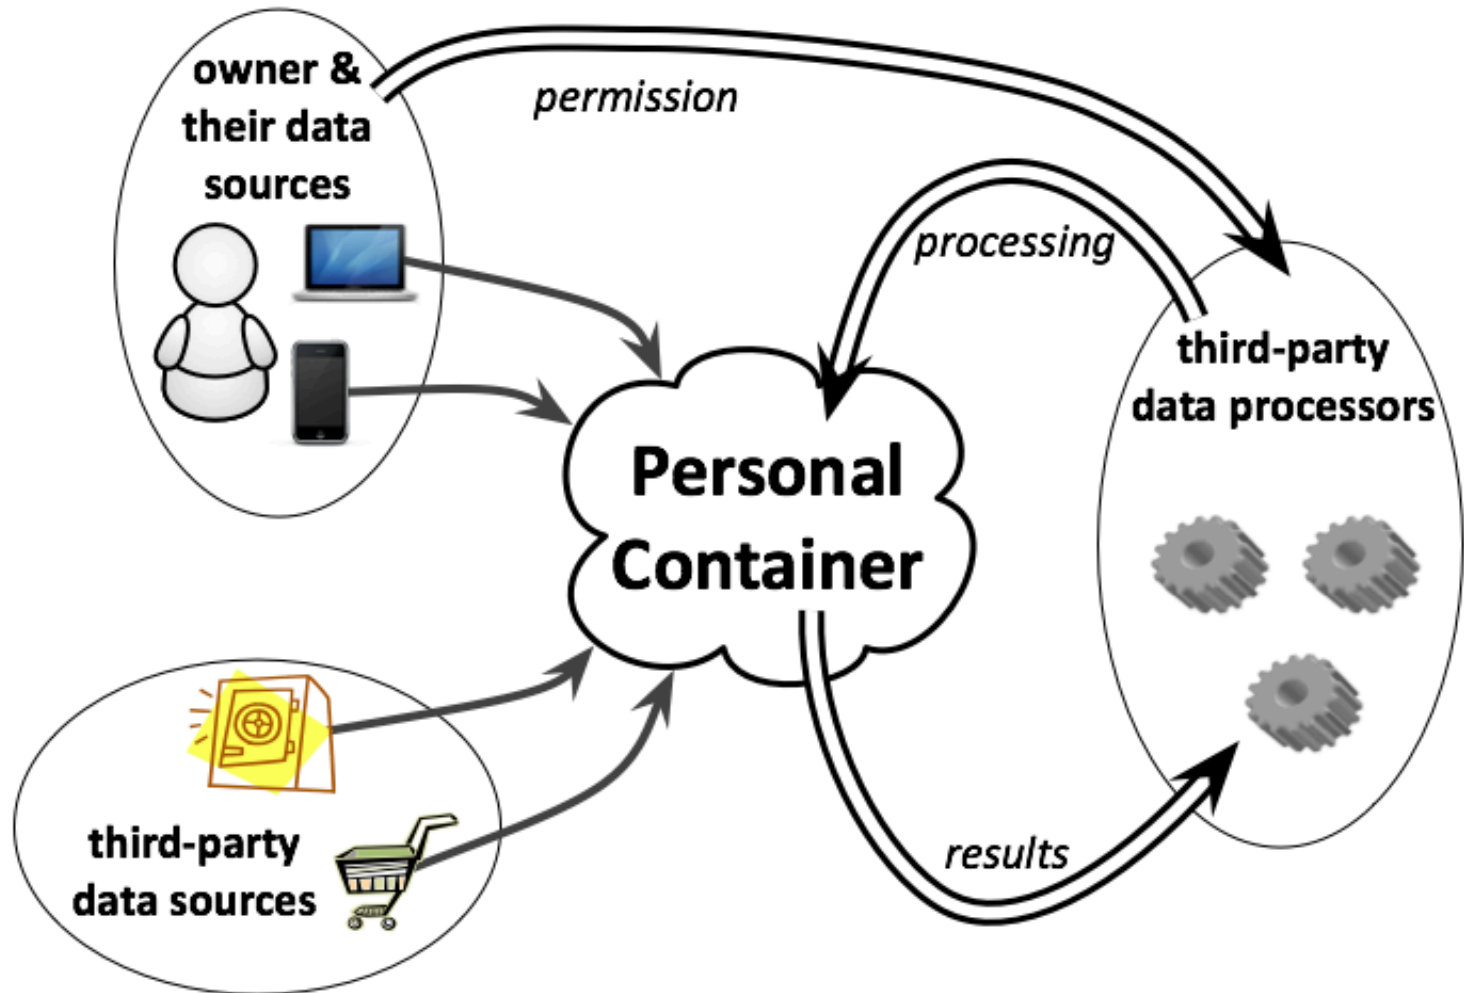 owner &
their data
sources
permission
processing
third-party
data processors
Personal
Container
third-party
data sources
results